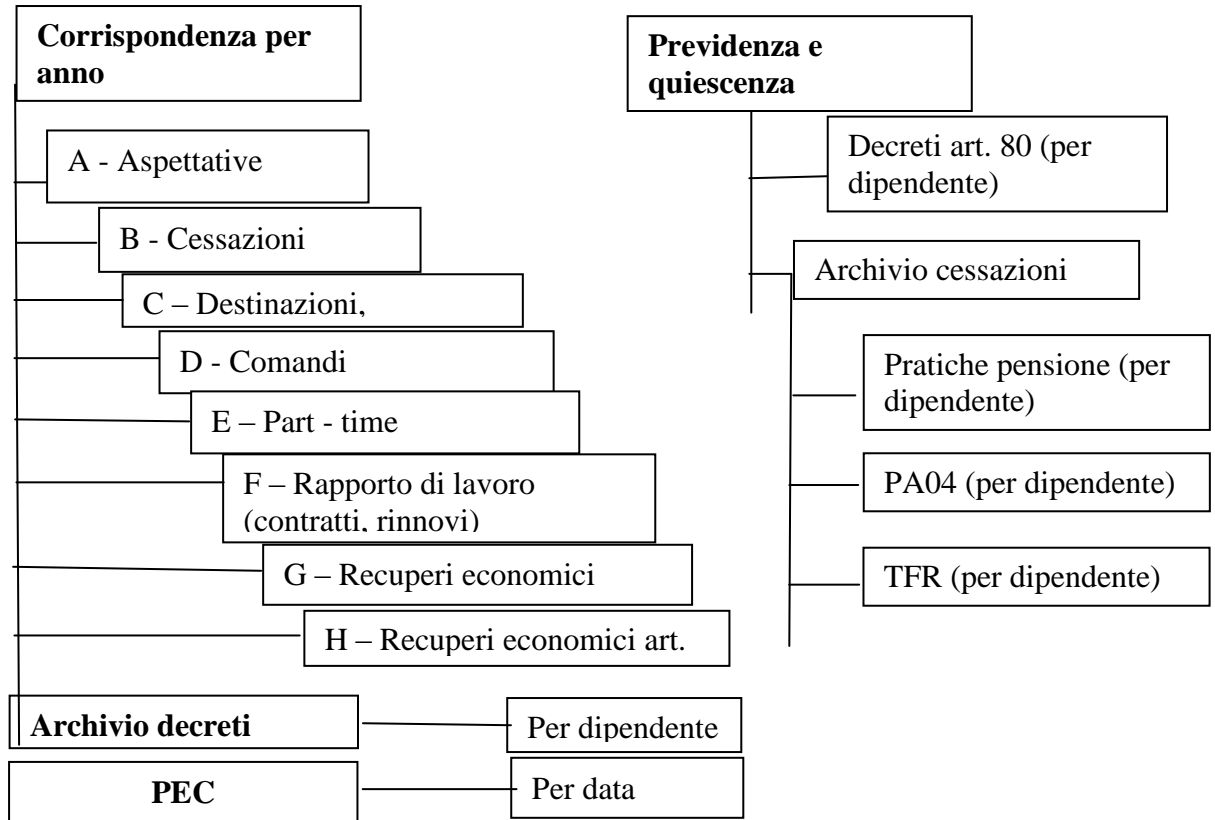 Corrispondenza per
anno
A - Aspettative
B - Cessazioni
C – Destinazioni,
D - Comandi
E – Part - time
F – Rapporto di lavoro
(contratti, rinnovi)
G – Recuperi economici
H – Recuperi economici art.
Archivio decreti
Per dipendente
PEC
Per data
Previdenza e
quiescenza
Decreti art. 80 (per
dipendente)
Archivio cessazioni
Pratiche pensione (per
dipendente)
PA04 (per dipendente)
TFR (per dipendente)